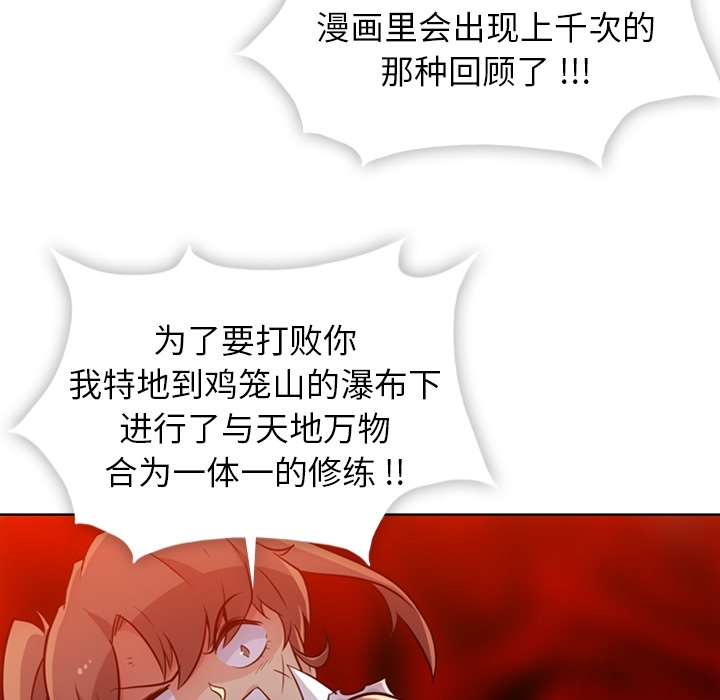 漫画里会出现上千次的
那种回顾了 !!!
为了要打败你
我特地到鸡笼山的瀑布下
进行了与天地万物
合为一体一的修练 !!